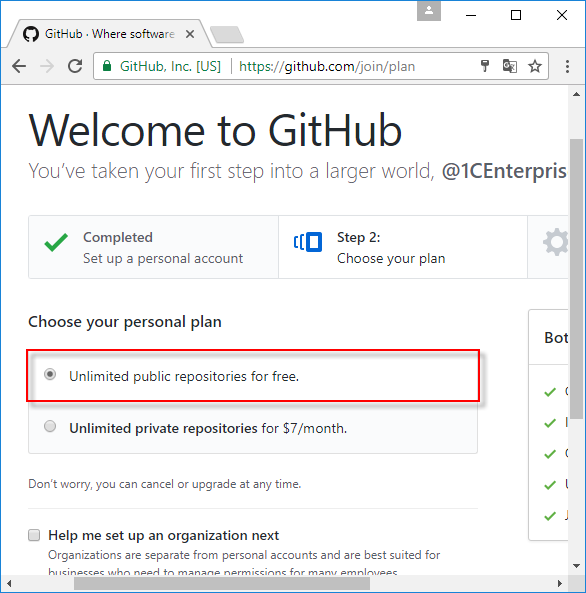 GitHub · Where software
GitHub, Inc. [US] https://github.com/join/plan
Welcome to GitHub
You've taken your first step into a larger world, @1CEnterpris
Completed
Set up a personal account
Step 2:
Choose your plan
Choose your personal plan
Unlimited public repositories for free.
Unlimited private repositories for $7/month.
Don't worry, you can cancel or upgrade at any time.
Help me set up an organization next
Organizations are separate from personal accounts and are best suited for
businesses who need to manage permissions for many employees.
Bot